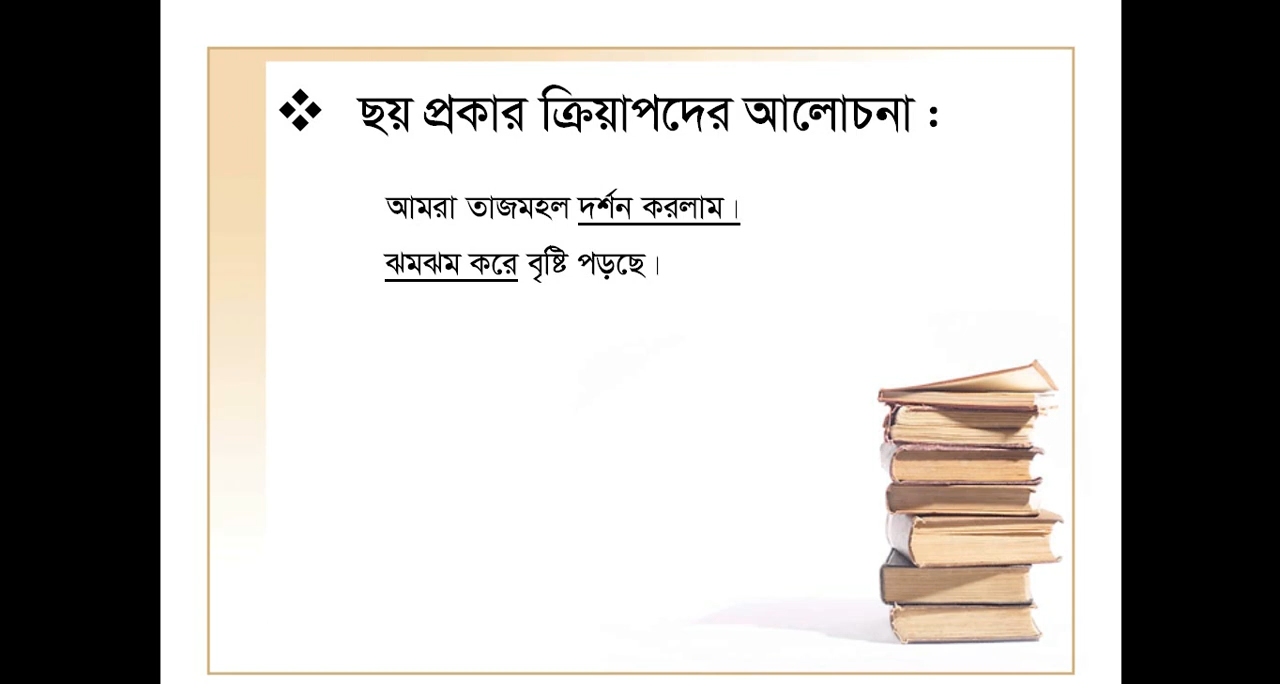 ছয় প্রকার ক্রিয়াপদের আলোচনা :
আমরা তাজমহল দর্শন করলাম।
ঝমঝম করে বৃষ্টি পড়ছে।